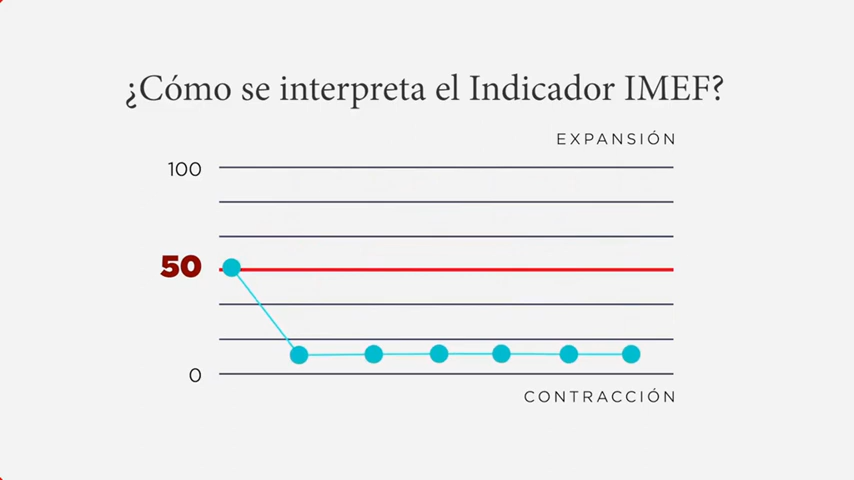 ¿Cómo se interpreta el Indicador IMEF?
EXPANSIÓN
100
50
0
CONTRACCIÓN